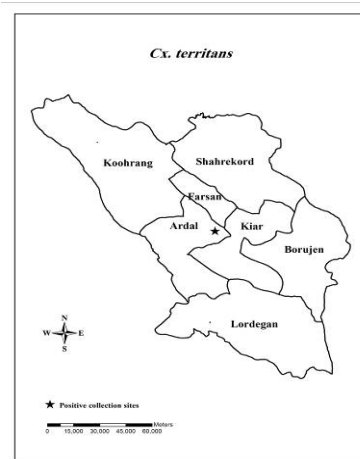 Cx. territans
Koohrang
Shahrekord
Farsan
Ardal
Kiar
Borujen
Lordegan
N
W E
S
Positive collection sites
Meters
0 15,000 30,000 45,000 60,000